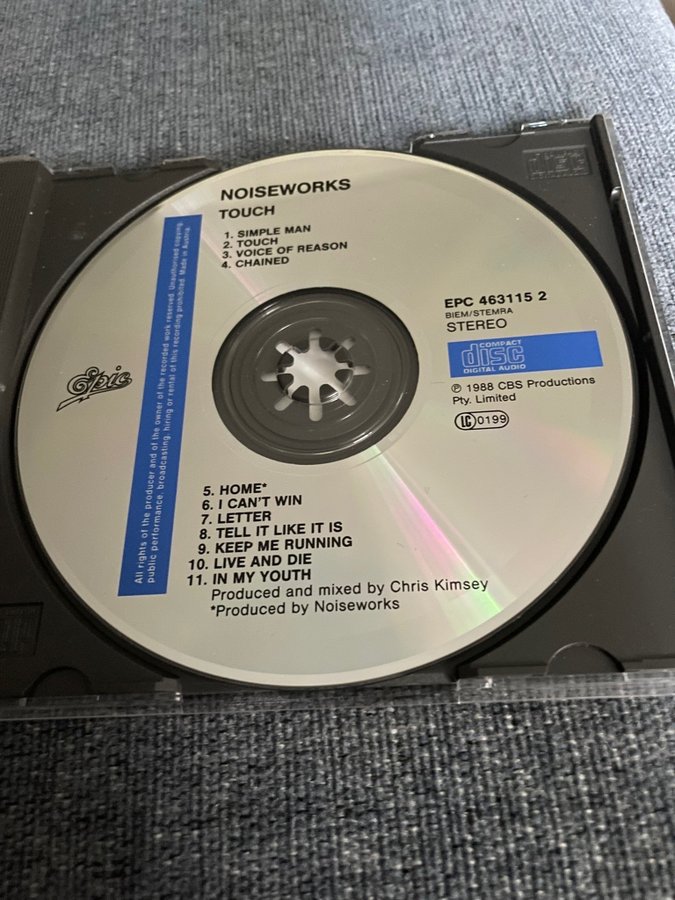 NOISEWORKS
TOUCH
1. SIMPLE MAN
2. TOUCH
3. VOICE OF REASON
4. CHAINED
EPC 463115 2
BIEM/STEMRA
STEREO
COMPACT
disc
DIGITAL AUDIO
℗ 1988 CBS Productions
Pty. Limited
LC 0199
Epic
All rights of the producer and of the owner of the recorded work reserved. Unauthorised copying,
public performance, broadcasting, hiring or rental of this recording prohibited. Made in Austria.
5. HOME*
6. I CAN'T WIN
7. LETTER
8. TELL IT LIKE IT IS
9. KEEP ME RUNNING
10. LIVE AND DIE
11. IN MY YOUTH
Produced and mixed by Chris Kimsey
*Produced by Noiseworks